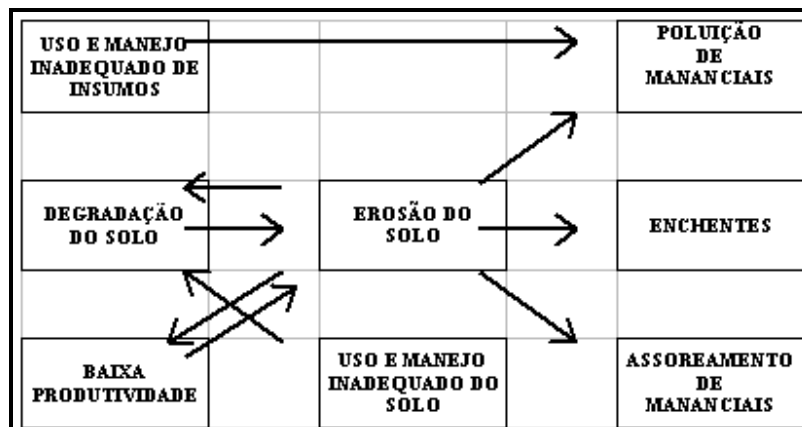 USO E MANEJO
INADEQUADO DE
INSUMOS
POLUIÇÃO
DE
MANANCIAIS
DEGRADAÇÃO
DO SOLO
EROSÃO DO
SOLO
ENCHENTES
BAIXA
PRODUTIVIDADE
USO E MANEJO
INADEQUADO DO
SOLO
ASSOREAMENTO
DE
MANANCIAIS